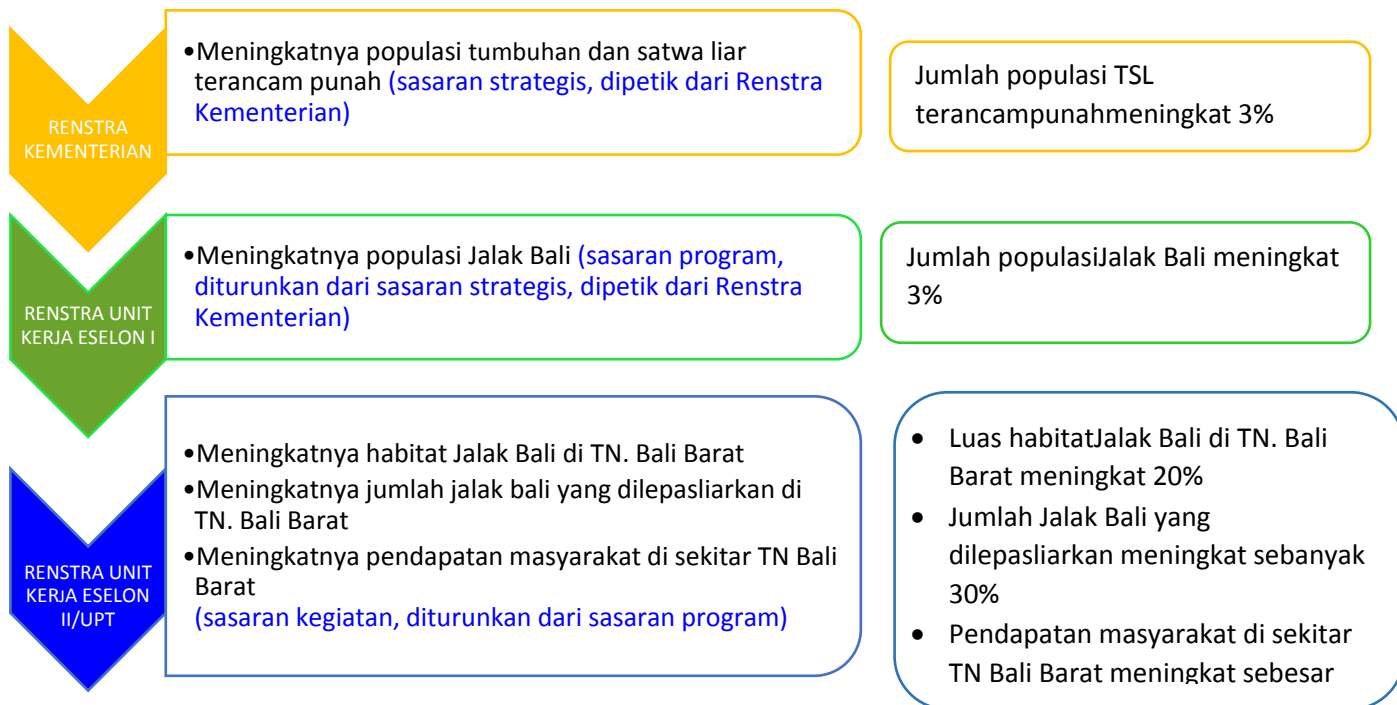 RENSTRA
KEMENTERIAN
•Meningkatnya populasi tumbuhan dan satwa liar
terancam punah (sasaran strategis, dipetik dari Renstra
Kementerian)
Jumlah populasi TSL
terancampunahmeningkat 3%
RENSTRA UNIT
KERJA ESELON I
•Meningkatnya populasi Jalak Bali (sasaran program,
diturunkan dari sasaran strategis, dipetik dari Renstra
Kementerian)
Jumlah populasiJalak Bali meningkat
3%
RENSTRA UNIT
KERJA ESELON
II/UPT
•Meningkatnya habitat Jalak Bali di TN. Bali Barat
•Meningkatnya jumlah jalak bali yang dilepasliarkan di
TN. Bali Barat
•Meningkatnya pendapatan masyarakat di sekitar TN Bali
Barat
(sasaran kegiatan, diturunkan dari sasaran program)
• Luas habitatJalak Bali di TN. Bali
Barat meningkat 20%
• Jumlah Jalak Bali yang
dilepasliarkan meningkat sebanyak
30%
• Pendapatan masyarakat di sekitar
TN Bali Barat meningkat sebesar